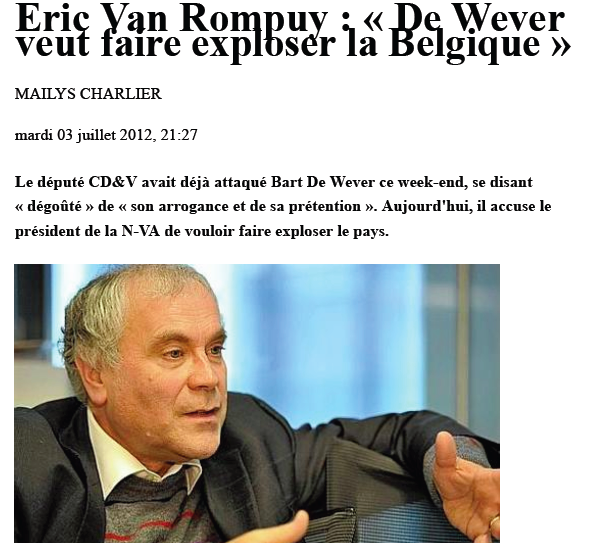 Eric Van Rompuy : « De Wever
veut faire exploser la Belgique »
MAILYS CHARLIER
mardi 03 juillet 2012, 21:27
Le député CD&V avait déjà attaqué Bart De Wever ce week-end, se disant
« dégoûté » de « son arrogance et de sa prétention ». Aujourd'hui, il accuse le
président de la N-VA de vouloir faire exploser le pays.